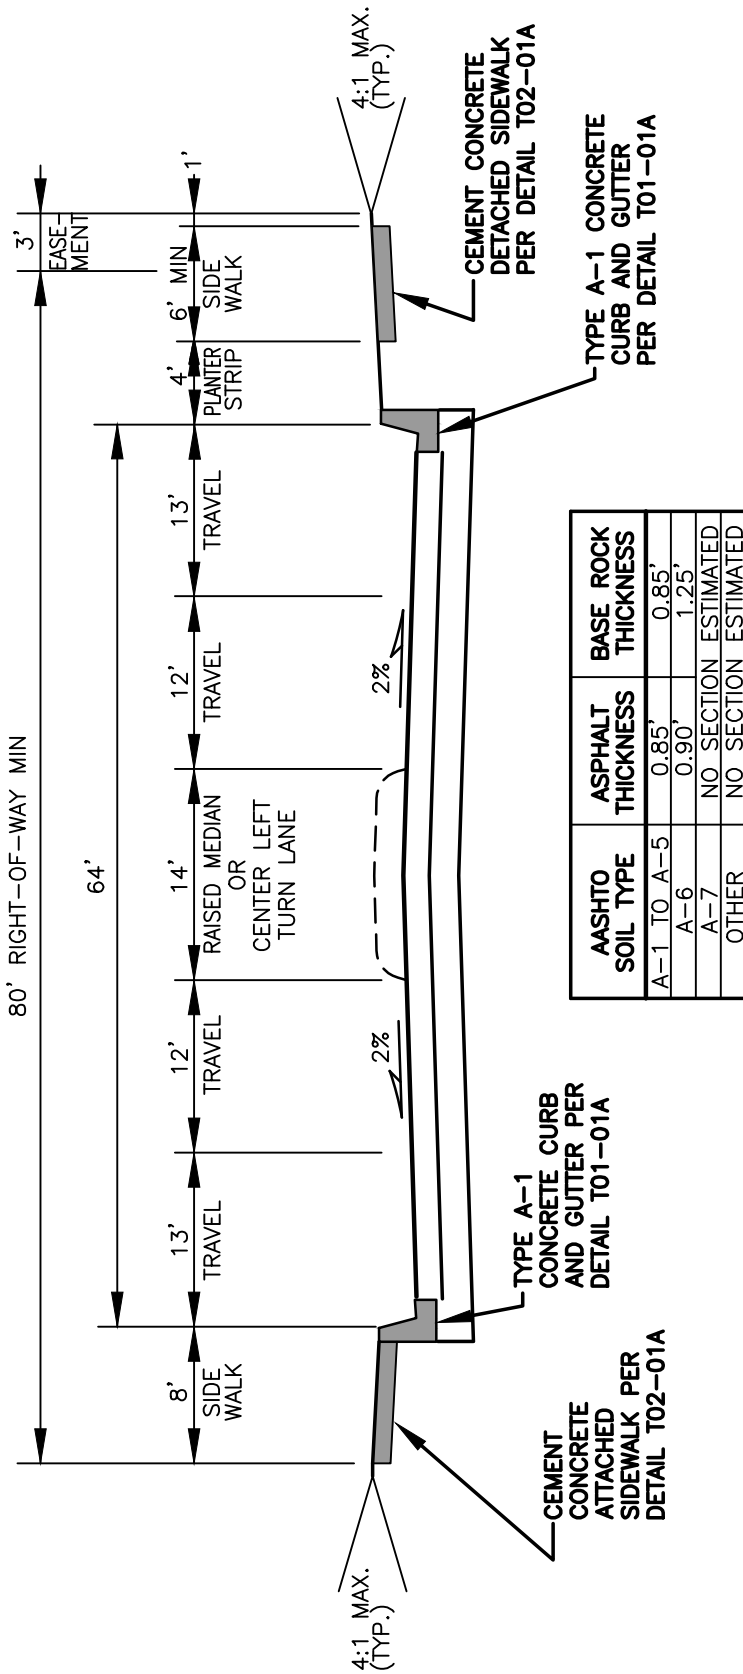 80' RIGHT-OF-WAY MIN
3'
EASE-
MENT
64'
8'
SIDE
WALK
13'
TRAVEL
12'
TRAVEL
14'
RAISED MEDIAN
OR
CENTER LEFT
TURN LANE
12'
TRAVEL
13'
TRAVEL
4'
PLANTER
STRIP
6' MIN
SIDE
WALK
1'
4:1 MAX.
(TYP.)
2%
2%
4:1 MAX.
(TYP.)
CEMENT
CONCRETE
ATTACHED
SIDEWALK PER
DETAIL T02-01A
TYPE A-1
CONCRETE CURB
AND GUTTER PER
DETAIL T01-01A
CEMENT CONCRETE
DETACHED SIDEWALK
PER DETAIL T02-01A
TYPE A-1 CONCRETE
CURB AND GUTTER
PER DETAIL T01-01A
AASHTO SOIL TYPE ASPHALT THICKNESS BASE ROCK THICKNESS
A-1 TO A-5 0.85' 0.85'
A-6 0.90' 1.25'
A-7 NO SECTION ESTIMATED
OTHER NO SECTION ESTIMATED